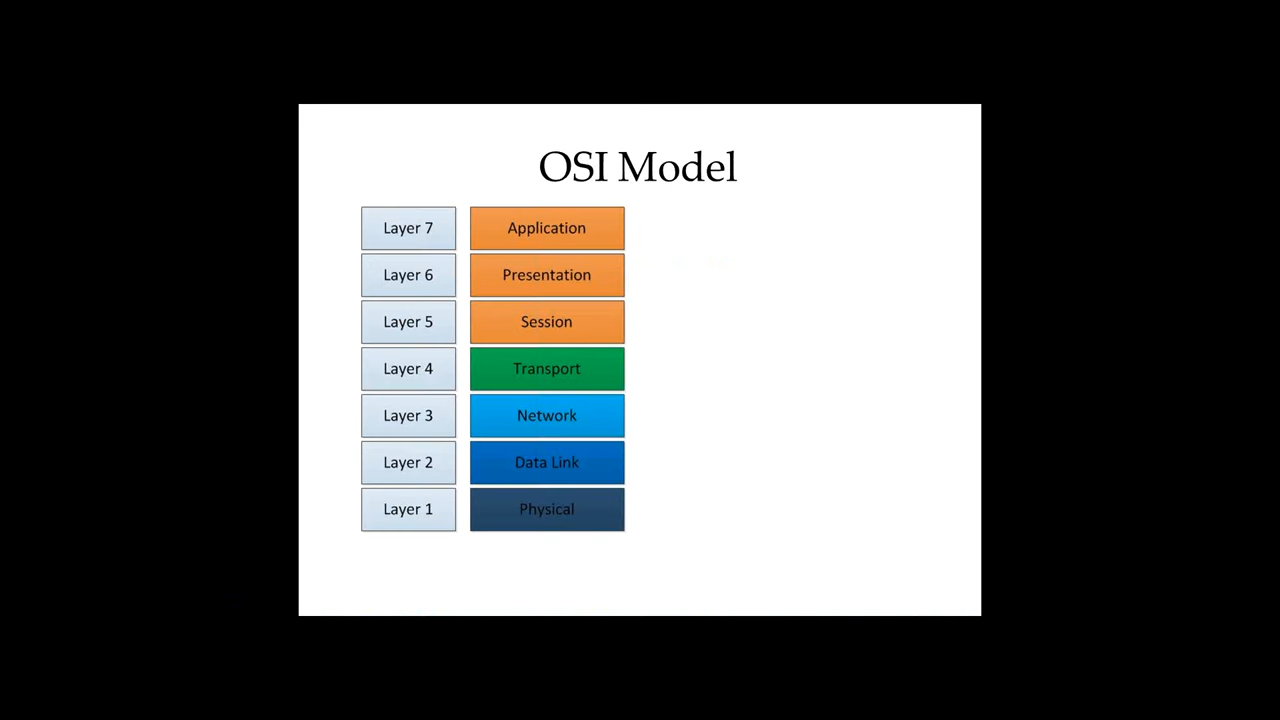 OSI Model
Layer 7 Application
Layer 6 Presentation
Layer 5 Session
Layer 4 Transport
Layer 3 Network
Layer 2 Data Link
Layer 1 Physical